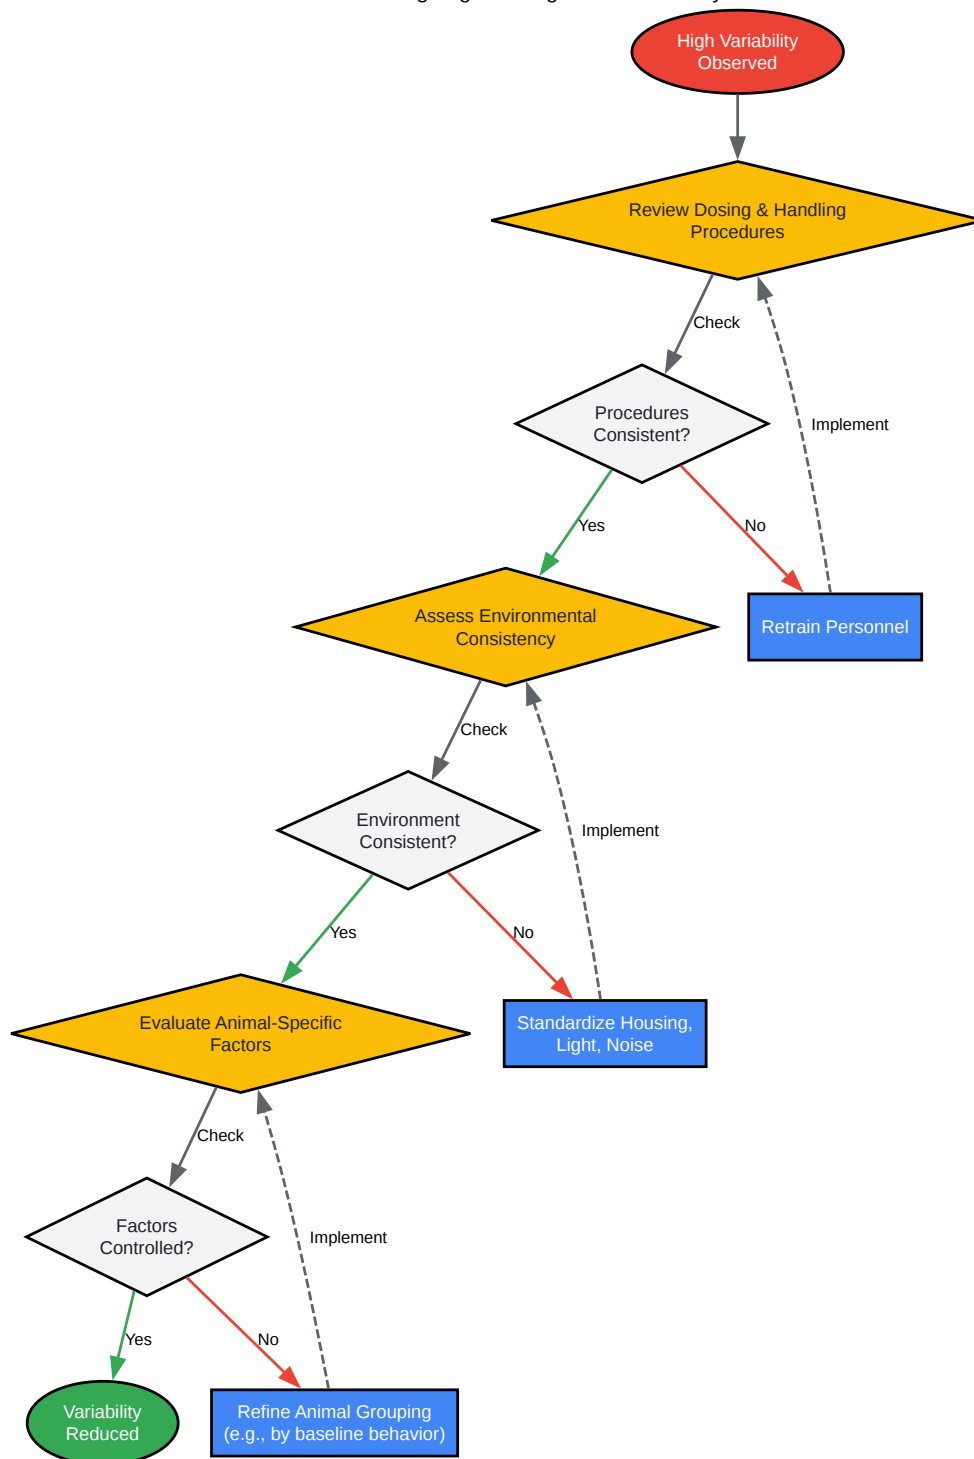 High Variability
Observed
Review Dosing & Handling
Procedures
Check
Procedures
Consistent?
Implement
Yes
No
Assess Environmental
Consistency
Retrain Personnel
Check
Environment
Consistent?
Implement
Yes
No
Evaluate Animal-Specific
Factors
Standardize Housing,
Light, Noise
Check
Factors
Controlled?
Implement
Yes
No
Variability
Reduced
Refine Animal Grouping
(e.g., by baseline behavior)